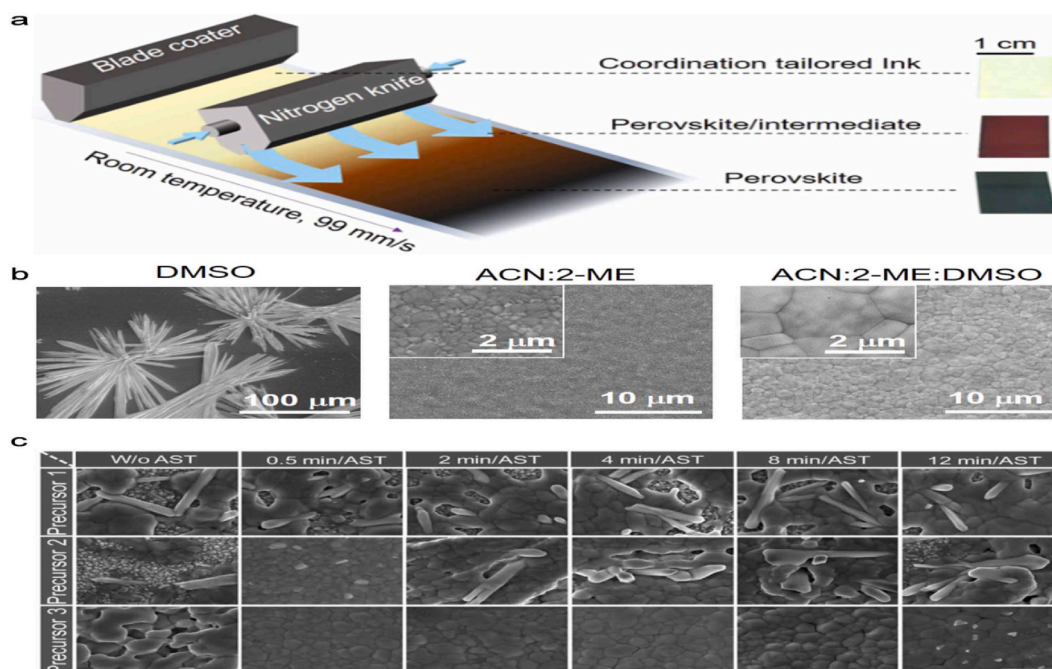 a
Blade coater
Nitrogen knife
Room temperature, 99 mm/s
1 cm
Coordination tailored Ink
Perovskite/intermediate
Perovskite
b
DMSO
ACN:2-ME
ACN:2-ME:DMSO
100 μm
2 μm
10 μm
2 μm
10 μm
c
W/o AST
0.5 min/AST
2 min/AST
4 min/AST
8 min/AST
12 min/AST
Precursor 1
Precursor 2
Precursor 3